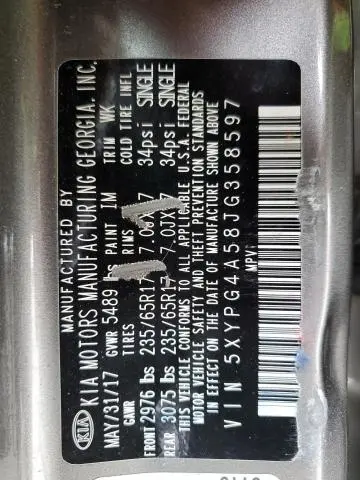 MANUFACTURED BY
KIA KIA MOTORS MANUFACTURING GEORGIA. INC.
MAY/31/17 PAINT IM TRIM WK
GVWR 5489 lbs
GAWR TIRES RIMS COLD TIRE INFL
FRONT 2976 lbs 235/65R17 7.0JX17 34psi SINGLE
REAR 3075 lbs 235/65R17 7.0JX17 34psi SINGLE
THIS VEHICLE CONFORMS TO ALL APPLICABLE U.S.A. FEDERAL
MOTOR VEHICLE SAFETY AND THEFT PREVENTION STANDARDS
IN EFFECT ON THE DATE OF MANUFACTURE SHOWN ABOVE.
VIN 5XYPG4A58JG358597
MPV